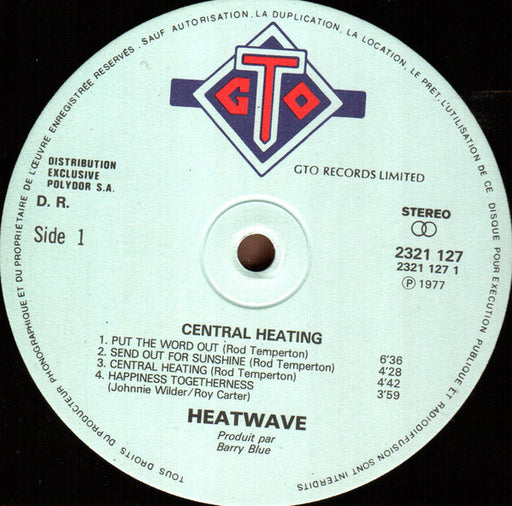 TOUS DROITS DU PRODUCTEUR PHONOGRAPHIQUE ET DU PROPRIETAIRE DE L'ŒUVRE ENREGISTRÉE RESERVÉS. SAUF AUTORISATION, LA DUPLICATION, LA LOCATION, LE PRET, L'UTILISATION DE CE DISQUE POUR EXECUTION PUBLIQUE ET RADIODIFFUSION SONT INTERDITS
GTO
GTO RECORDS LIMITED
DISTRIBUTION
EXCLUSIVE
POLYDOR S.A.
D. R.
Side 1
STEREO
2321 127
2321 127 1
Ⓟ 1977
CENTRAL HEATING
1. PUT THE WORD OUT (Rod Temperton) 6'36
2. SEND OUT FOR SUNSHINE (Rod Temperton) 4'28
3. CENTRAL HEATING (Rod Temperton) 4'42
4. HAPPINESS TOGETHERNESS
(Johnnie Wilder/Roy Carter) 3'59
HEATWAVE
Produit par
Barry Blue